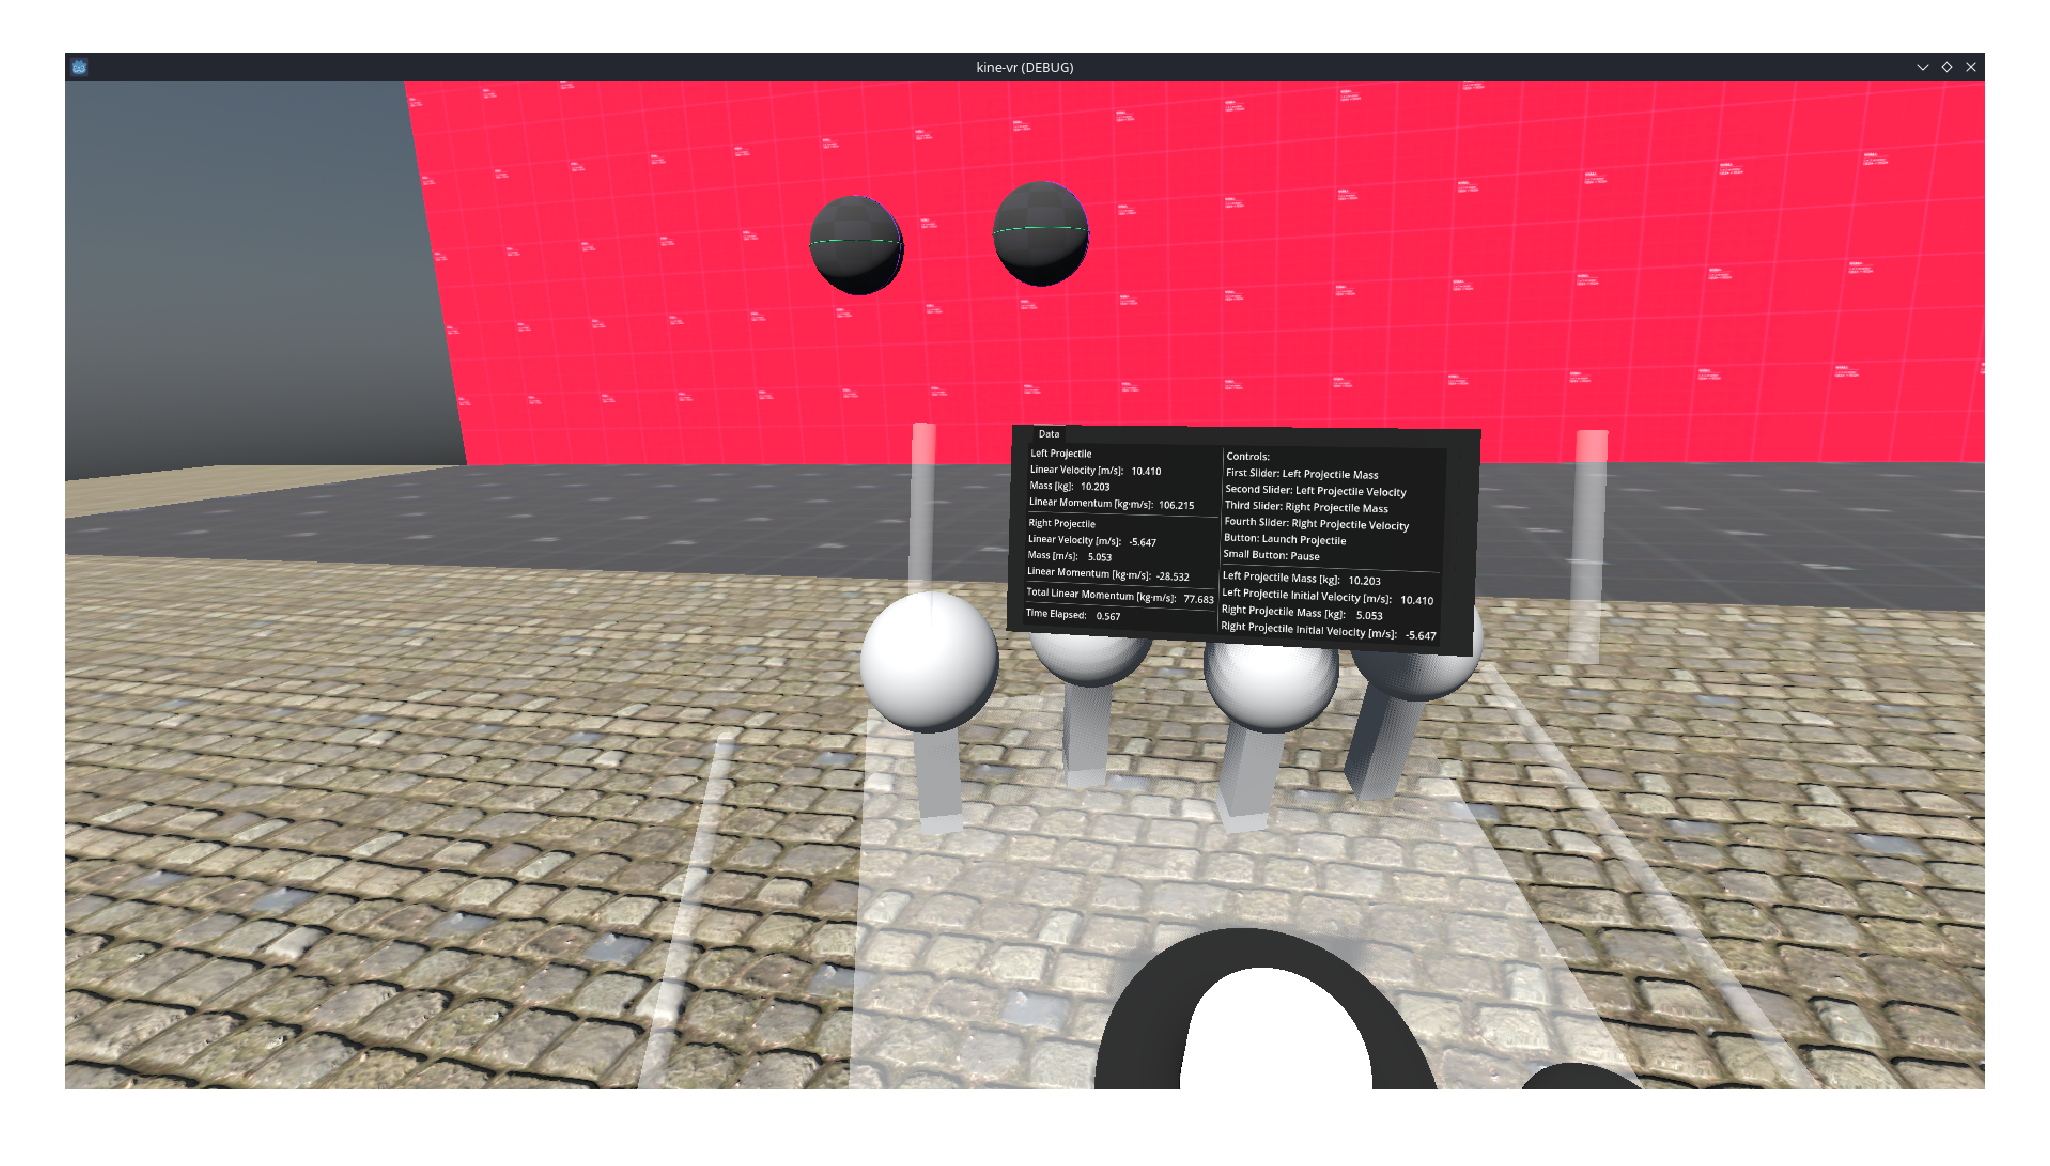 kine-vr (DEBUG)
Data
Left Projectile
Linear Velocity [m/s]: 10.410
Mass [kg]: 10.203
Linear Momentum [kg·m/s]: 106.215
Right Projectile
Linear Velocity [m/s]: -5.647
Mass [m/s]: 5.053
Linear Momentum [kg·m/s]: -28.532
Total Linear Momentum [kg·m/s]: 77.683
Time Elapsed: 0.567
Controls:
First Slider: Left Projectile Mass
Second Slider: Left Projectile Velocity
Third Slider: Right Projectile Mass
Fourth Slider: Right Projectile Velocity
Button: Launch Projectile
Small Button: Pause
Left Projectile Mass [kg]: 10.203
Left Projectile Initial Velocity [m/s]: 10.410
Right Projectile Mass [kg]: 5.053
Right Projectile Initial Velocity [m/s]: -5.647